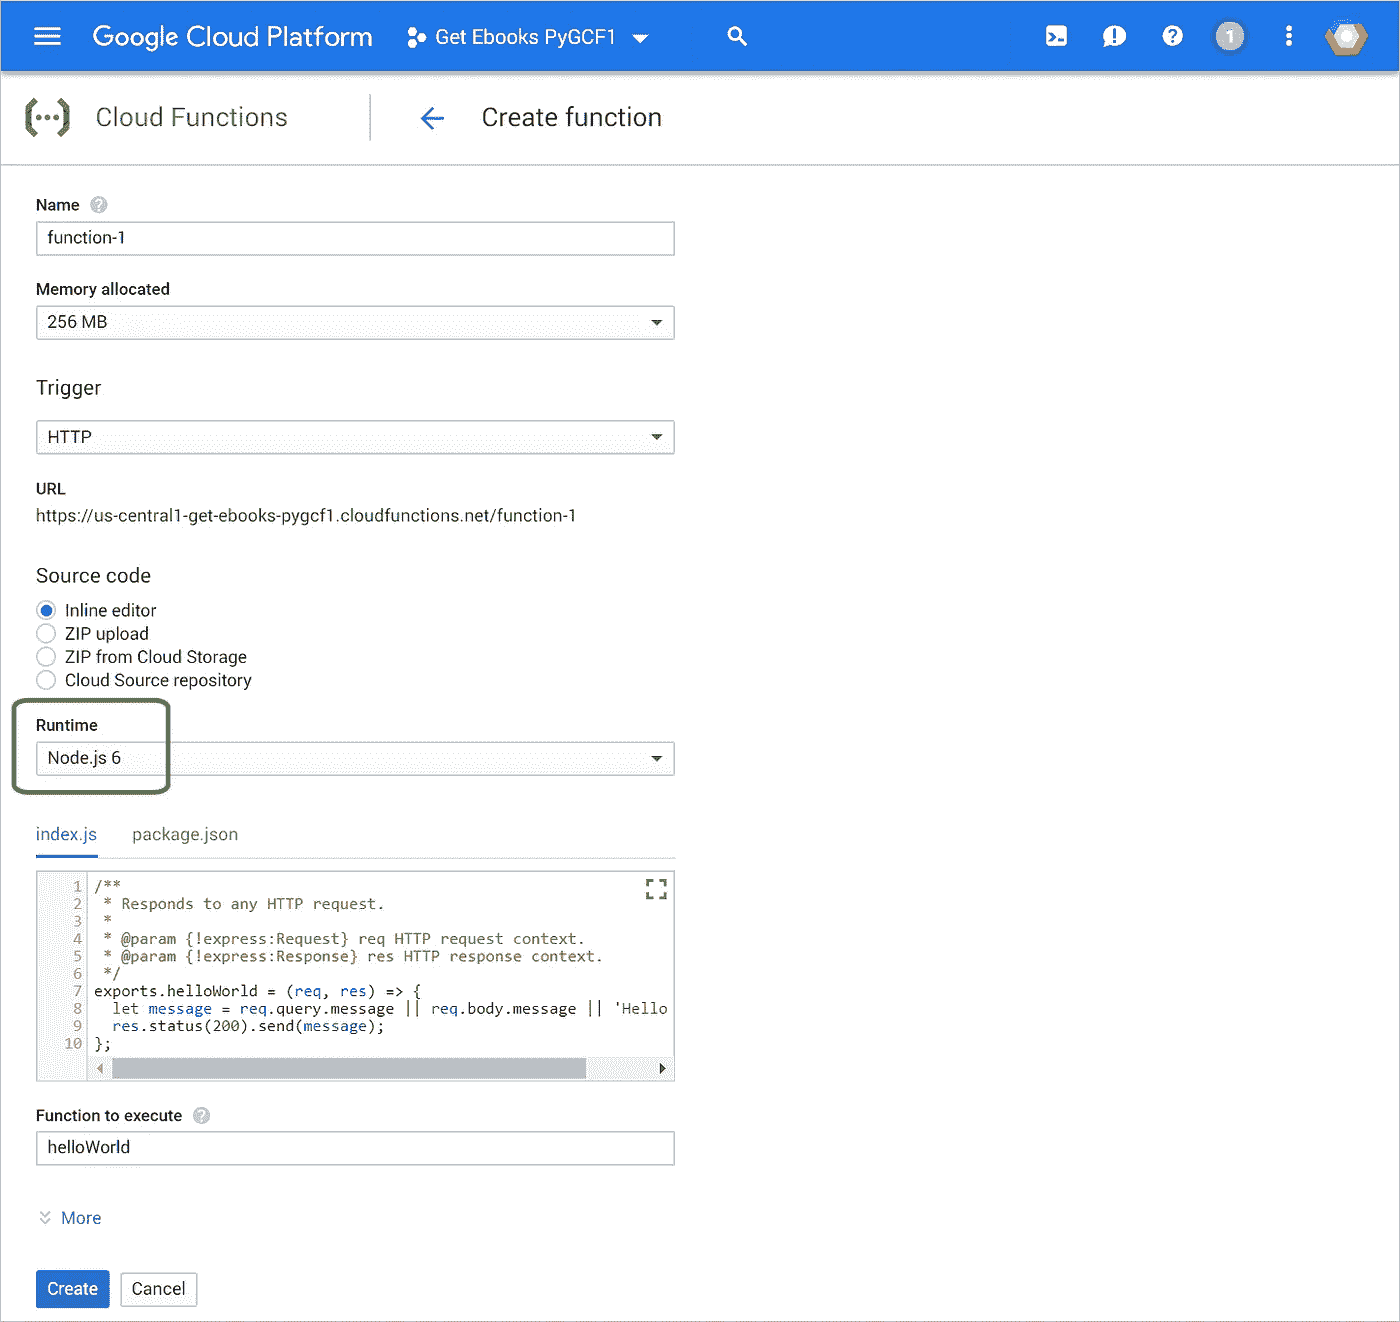 Google Cloud Platform Get Ebooks PyGCF1 1
Cloud Functions Create function
Name
function-1
Memory allocated
256 MB
Trigger
HTTP
URL
https://us-central1-get-ebooks-pygcf1.cloudfunctions.net/function-1
Source code
Inline editor
ZIP upload
ZIP from Cloud Storage
Cloud Source repository
Runtime
Node.js 6
index.js package.json
1 /**
2  * Responds to any HTTP request.
3  *
4  * @param {!express:Request} req HTTP request context.
5  * @param {!express:Response} res HTTP response context.
6  */
7 exports.helloWorld = (req, res) => {
8   let message = req.query.message || req.body.message || 'Hello
9   res.status(200).send(message);
10 };
Function to execute
helloWorld
More
Create Cancel